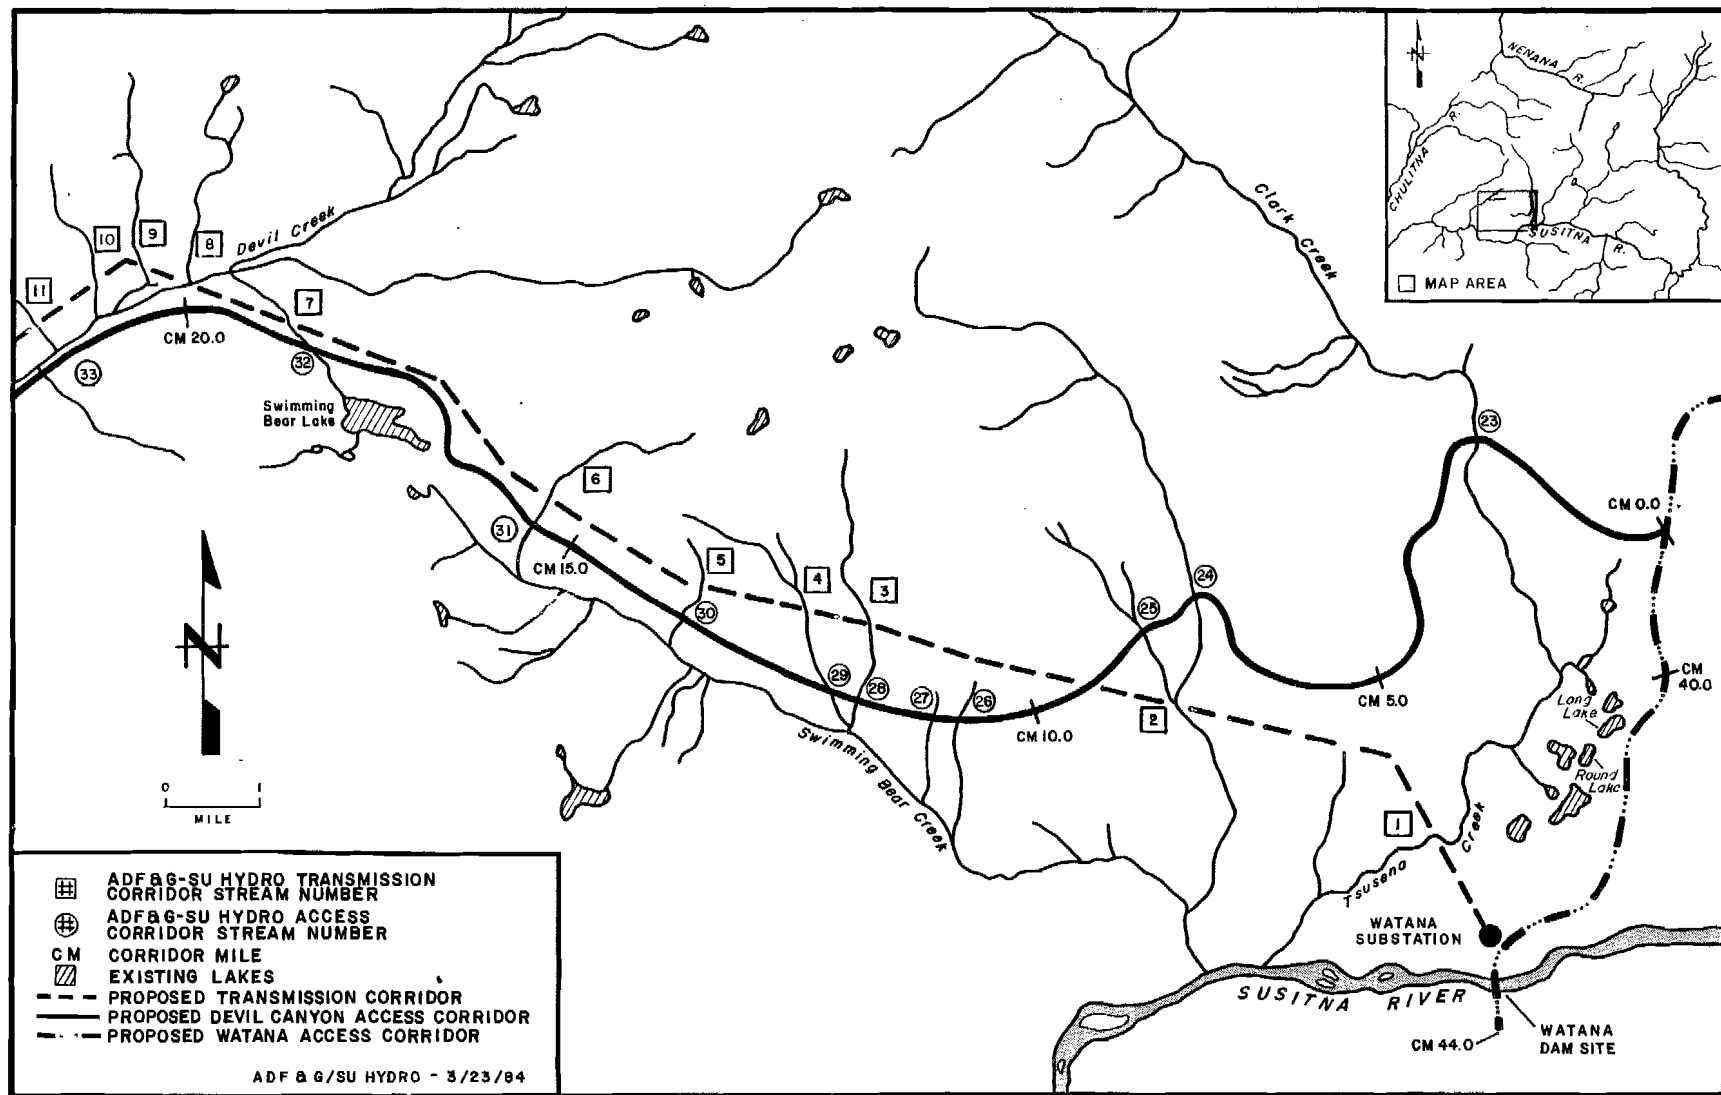 NENANA R.
CHULITNA R.
SUSITNA R.
N
MAP AREA
Devil Creek
Clark Creek
10
9
8
11
7
CM 20.0
33
32
Swimming
Bear Lake
23
6
CM 0.0
31
CM 15.0
5
4
3
24
25
30
29
28
27
26
CM
40.0
CM 5.0
Long
Lake
2
CM 10.0
N
Swimming Bear Creek
Round
Lake
0 1
MILE
1
Tsusena Creek
WATANA
SUBSTATION
SUSITNA RIVER
WATANA
DAM SITE
CM 44.0
# ADF&G-SU HYDRO TRANSMISSION
CORRIDOR STREAM NUMBER
# ADF&G-SU HYDRO ACCESS
CORRIDOR STREAM NUMBER
CM CORRIDOR MILE
EXISTING LAKES
PROPOSED TRANSMISSION CORRIDOR
PROPOSED DEVIL CANYON ACCESS CORRIDOR
PROPOSED WATANA ACCESS CORRIDOR
ADF & G/SU HYDRO - 3/23/84